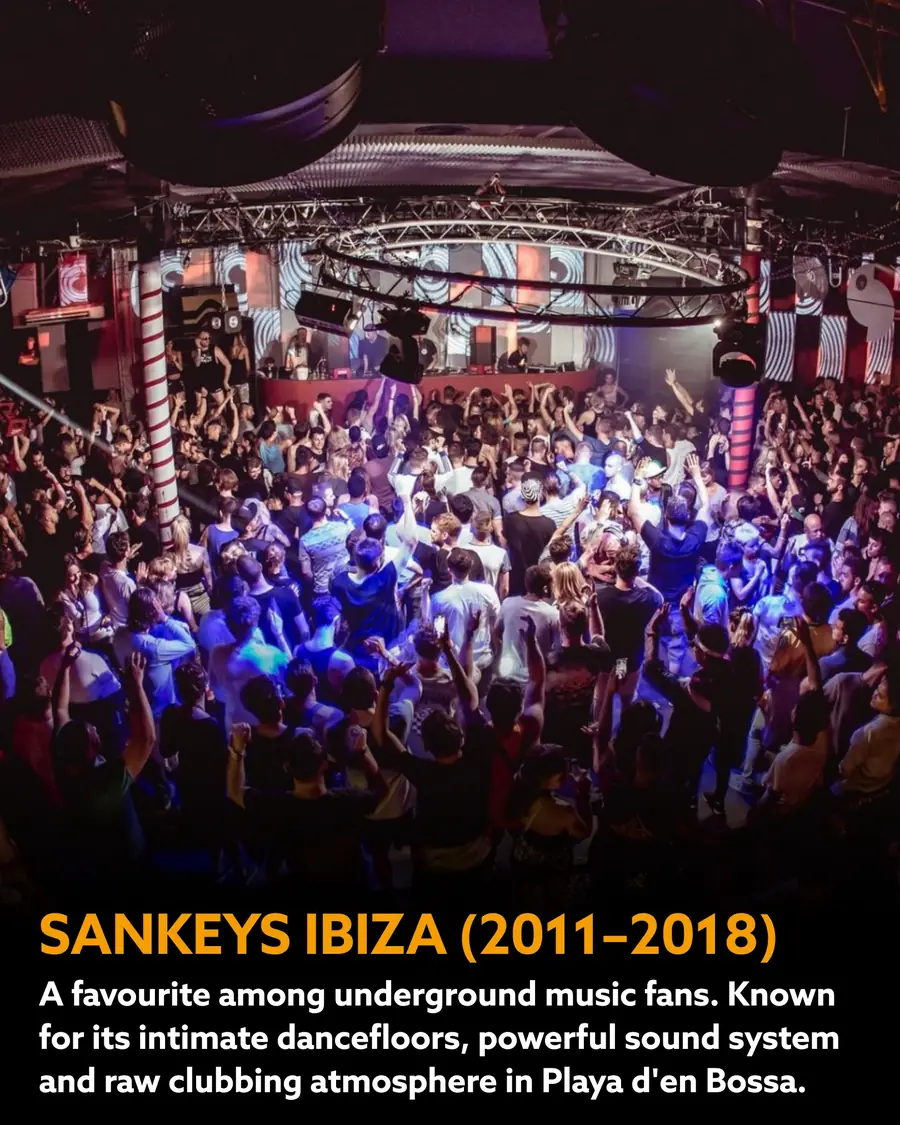 SANKEYS IBIZA (2011–2018)
A favourite among underground music fans. Known
for its intimate dancefloors, powerful sound system
and raw clubbing atmosphere in Playa d'en Bossa.